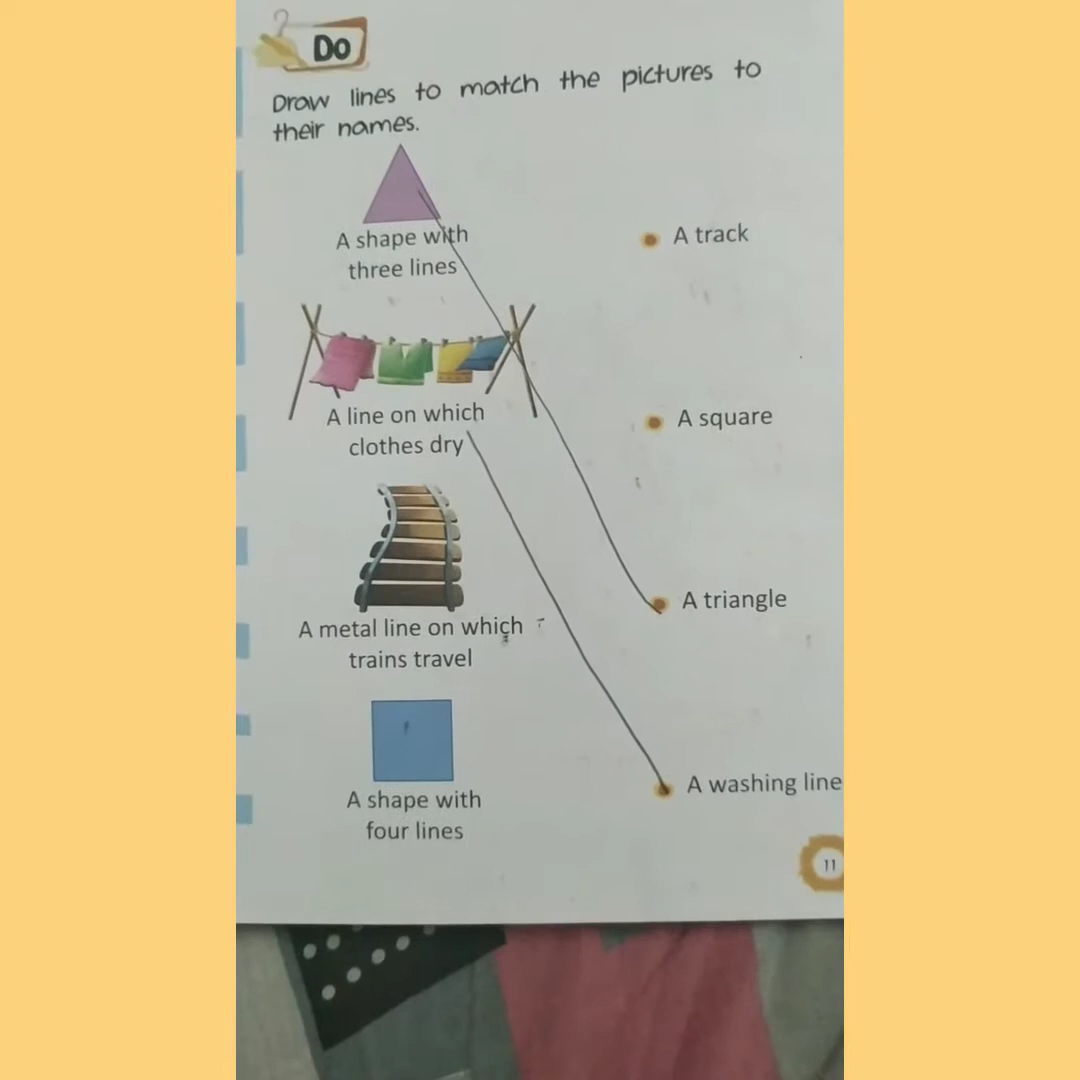 Do
Draw lines to match the pictures to
their names.
A shape with
three lines
A track
A line on which
clothes dry
A square
A metal line on which
trains travel
A triangle
A shape with
four lines
A washing line
11